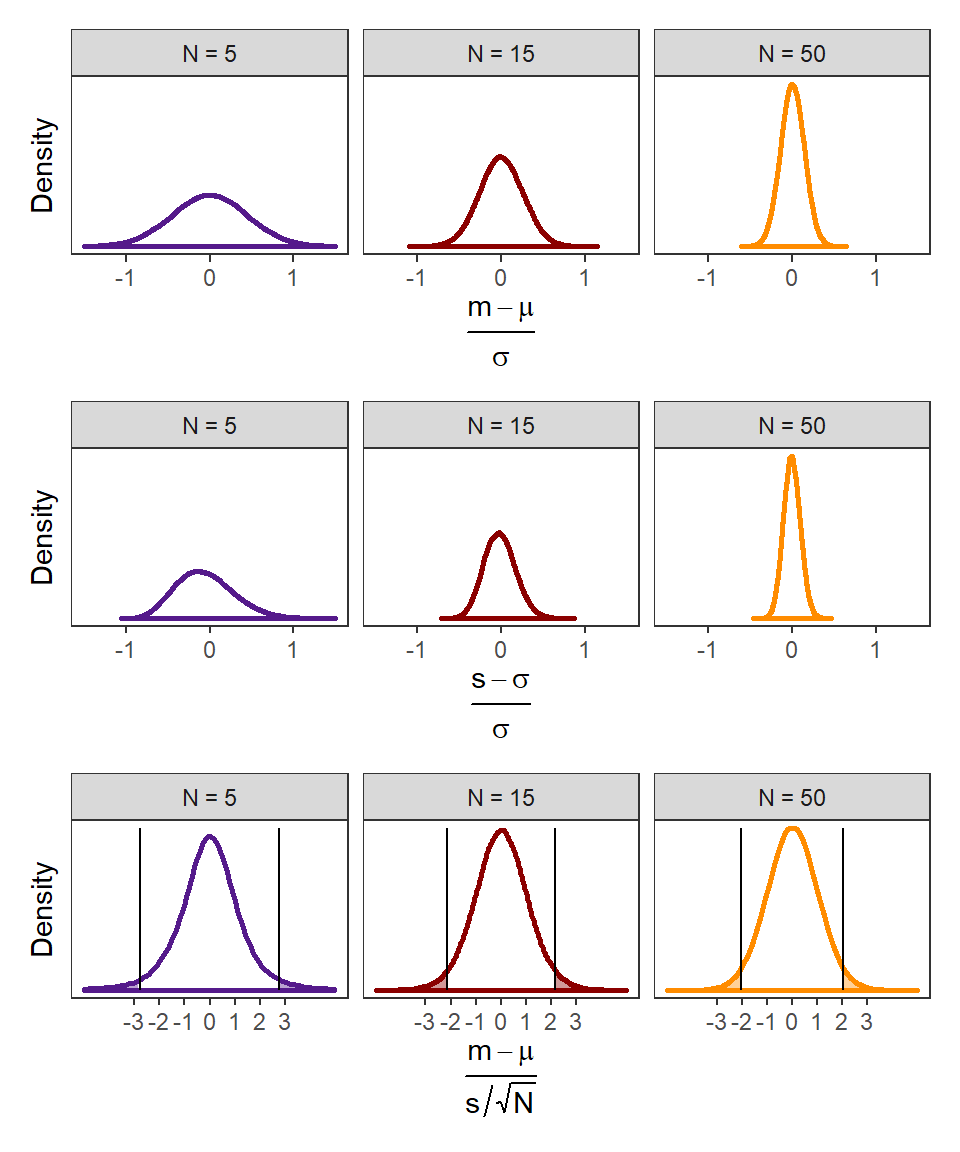 N = 5 N = 15 N = 50
Density
-1 0 1 -1 0 1 -1 0 1
m − μ
σ
N = 5 N = 15 N = 50
Density
-1 0 1 -1 0 1 -1 0 1
s − σ
σ
N = 5 N = 15 N = 50
Density
-3 -2 -1 0 1 2 3 -3 -2 -1 0 1 2 3 -3 -2 -1 0 1 2 3
m − μ
s/√N